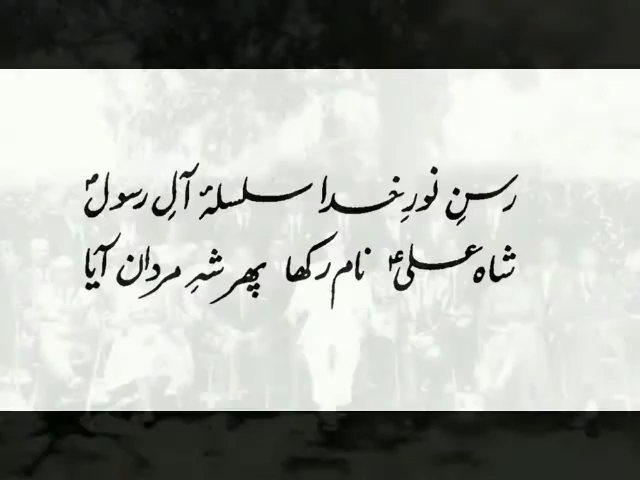 رسنِ نورِ خدا سلسلۂ آلِ رسولؐ
شاہ علیؑ نام رکھا پھر شہِ مردان آیا